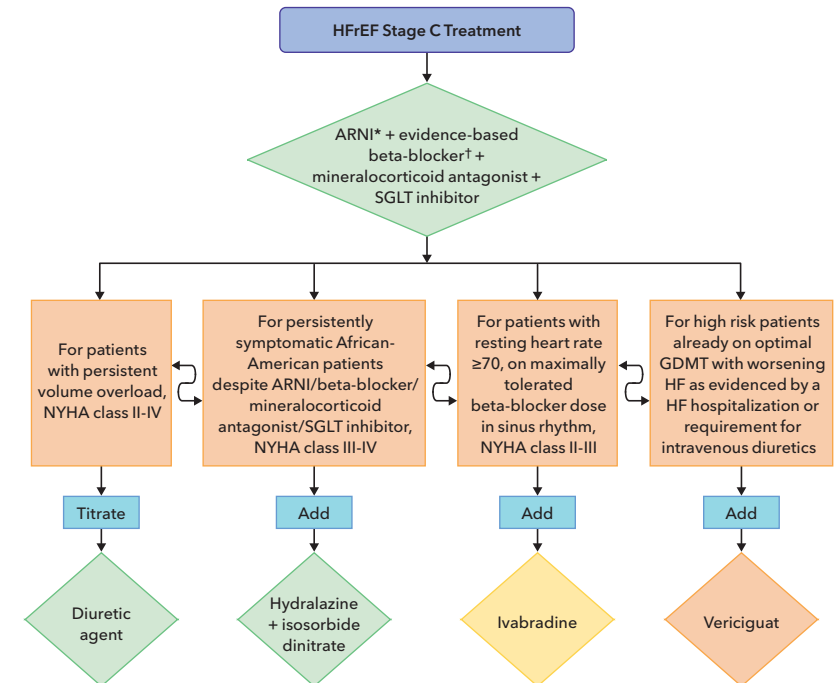 HFrEF Stage C Treatment
ARNI* + evidence-based
beta-blocker† +
mineralocorticoid antagonist +
SGLT inhibitor
For patients
with persistent
volume overload,
NYHA class II-IV
For persistently
symptomatic African-
American patients
despite ARNI/beta-blocker/
mineralocorticoid
antagonist/SGLT inhibitor,
NYHA class III-IV
For patients with
resting heart rate
≥70, on maximally
tolerated
beta-blocker dose
in sinus rhythm,
NYHA class II-III
For high risk patients
already on optimal
GDMT with worsening
HF as evidenced by a
HF hospitalization or
requirement for
intravenous diuretics
Titrate
Add
Add
Add
Diuretic
agent
Hydralazine
+ isosorbide
dinitrate
Ivabradine
Vericiguat